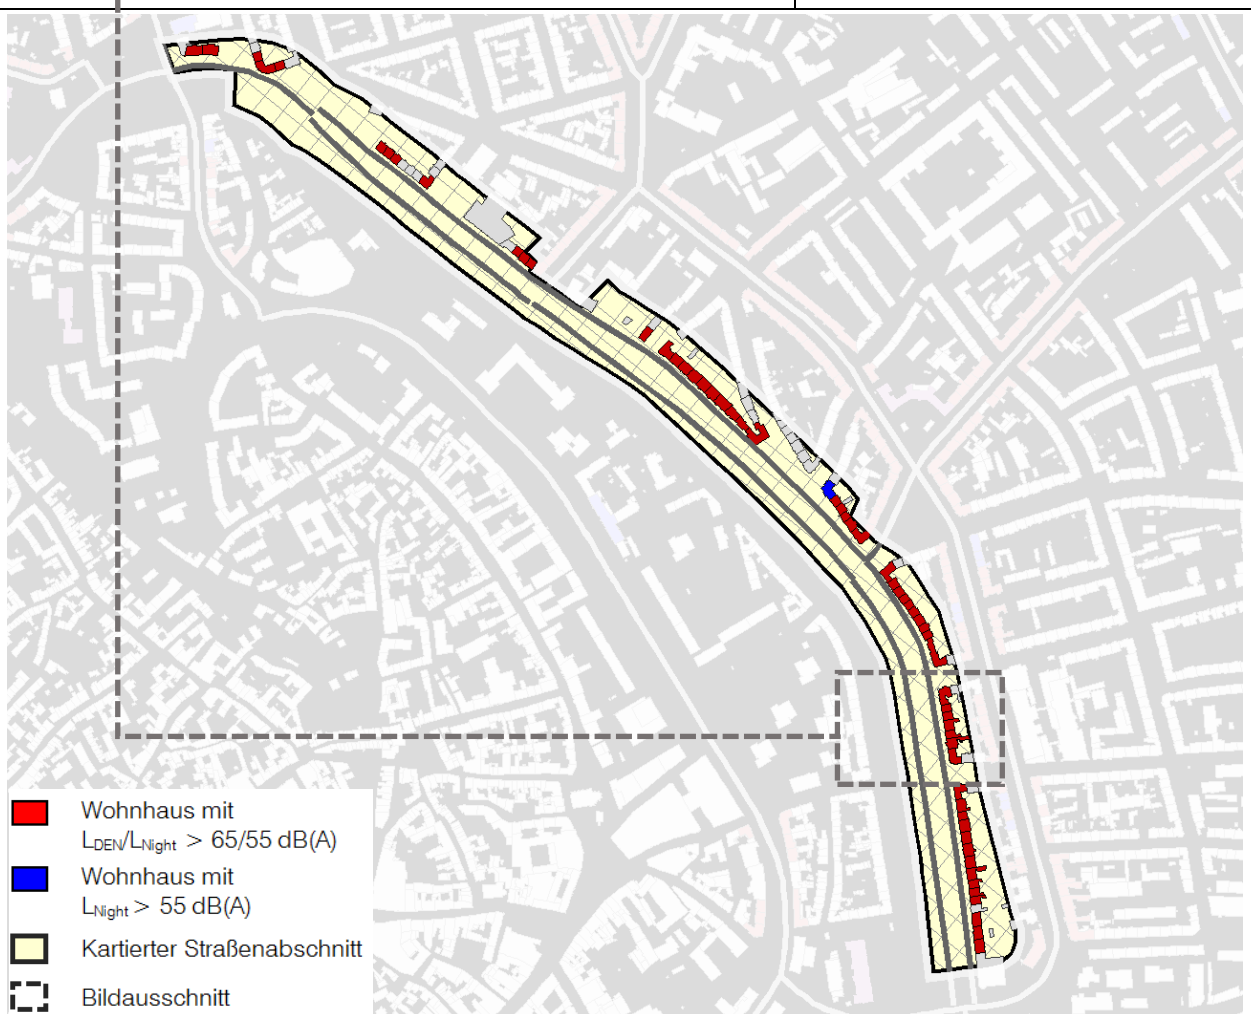 Wohnhaus mit
LDEN/LNight > 65/55 dB(A)
Wohnhaus mit
LNight > 55 dB(A)
Kartierter Straßenabschnitt
Bildausschnitt